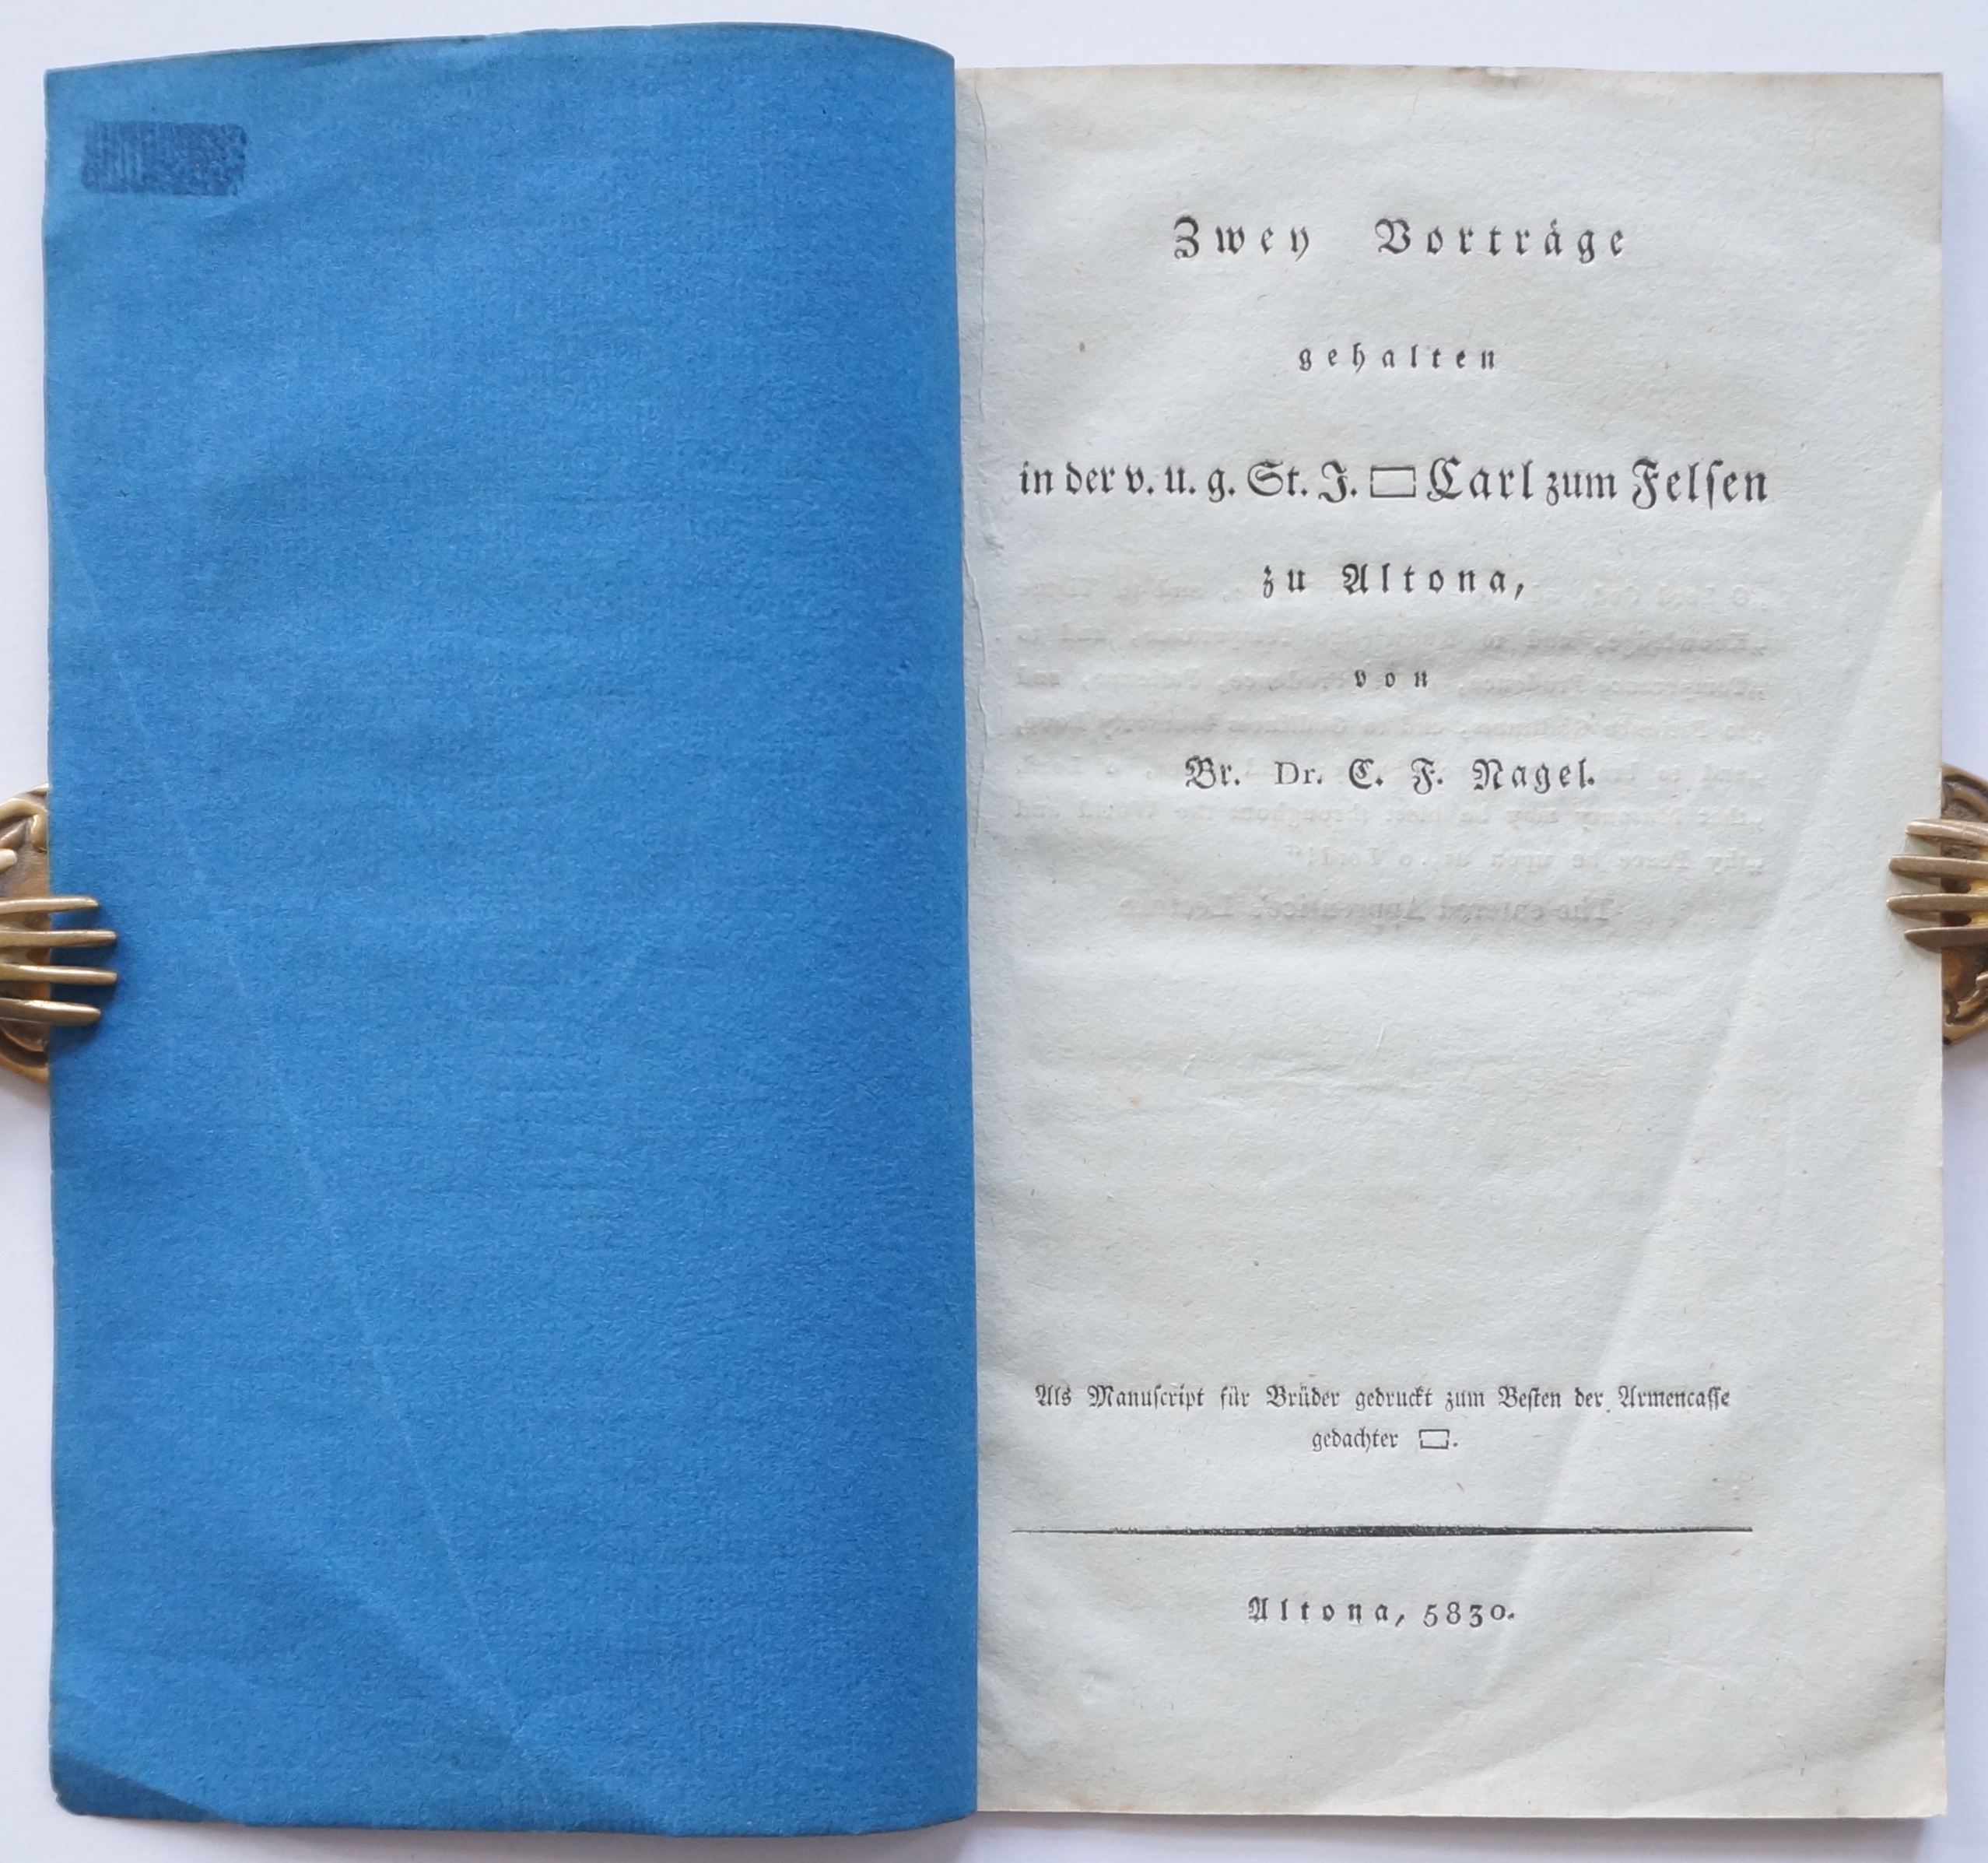 Zwey Vorträge
gehalten
in der v. u. g. St. J. ▭ Carl zum Felſen
zu Altona,
von
Br. Dr. C. F. Nagel.
Als Manuſcript für Brüder gedruckt zum Beſten der Armencaſſe
gedachter ▭.
Altona, 5830.